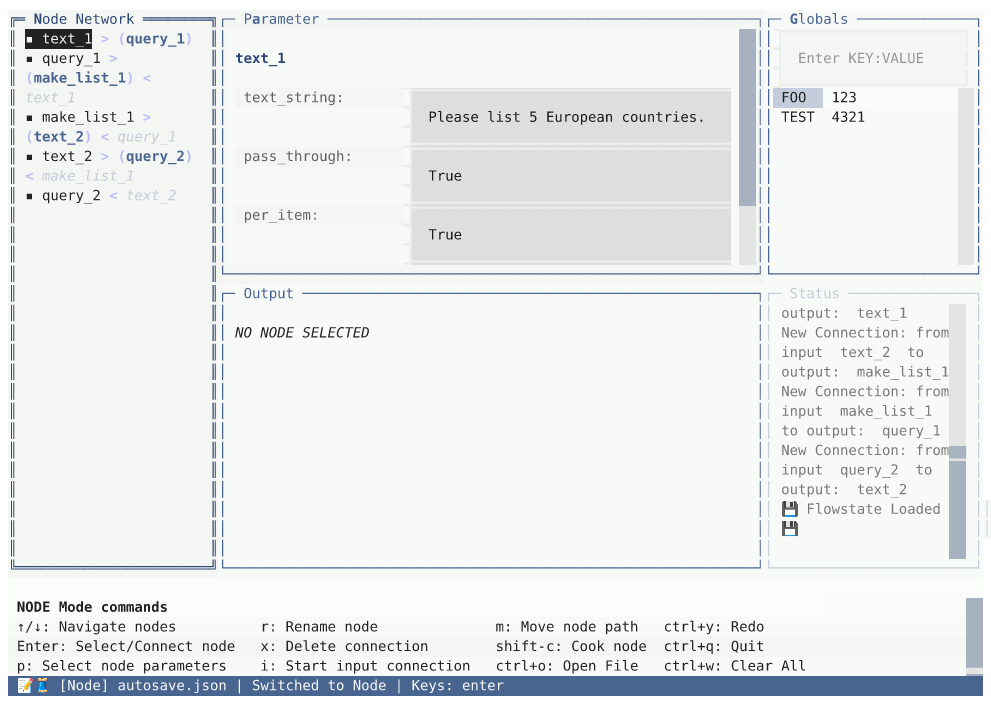 Node Network
▪ text_1 > (query_1)
▪ query_1 >
(make_list_1) <
text_1
▪ make_list_1 >
(text_2) < query_1
▪ text_2 > (query_2)
< make_list_1
▪ query_2 < text_2
Parameter
text_1
text_string:
Please list 5 European countries.
pass_through:
True
per_item:
True
Globals
Enter KEY:VALUE
FOO 123
TEST 4321
Output
NO NODE SELECTED
Status
output: text_1
New Connection: from
input text_2 to
output: make_list_1
New Connection: from
input make_list_1
to output: query_1
New Connection: from
input query_2 to
output: text_2
💾 Flowstate Loaded
💾
NODE Mode commands
↑/↓: Navigate nodes r: Rename node m: Move node path ctrl+y: Redo
Enter: Select/Connect node x: Delete connection shift-c: Cook node ctrl+q: Quit
p: Select node parameters i: Start input connection ctrl+o: Open File ctrl+w: Clear All
📝🧵 [Node] autosave.json | Switched to Node | Keys: enter